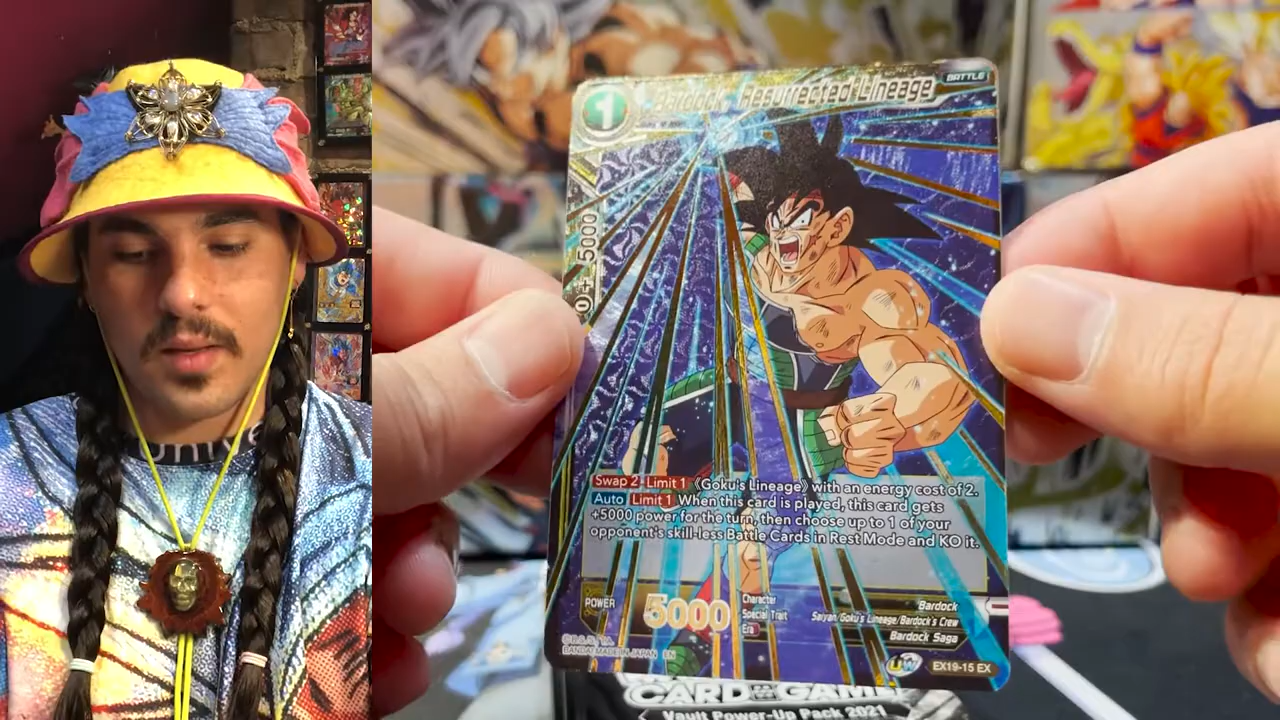 1
Bardock, Resurrected Lineage
BATTLE
0 + 5000
Swap 2 Limit 1 《Goku's Lineage》 with an energy cost of 2.
Auto Limit 1 When this card is played, this card gets
+5000 power for the turn, then choose up to 1 of your
opponent's skill-less Battle Cards in Rest Mode and KO it.
POWER
5000
Character
Bardock
Special Trait
Saiyan/Goku's Lineage/Bardock's Crew
Era
Bardock Saga
BANDAI MADE IN JAPAN EN
UW
EX19-15 EX
CARD GAME
Vault Power-Up Pack 2021